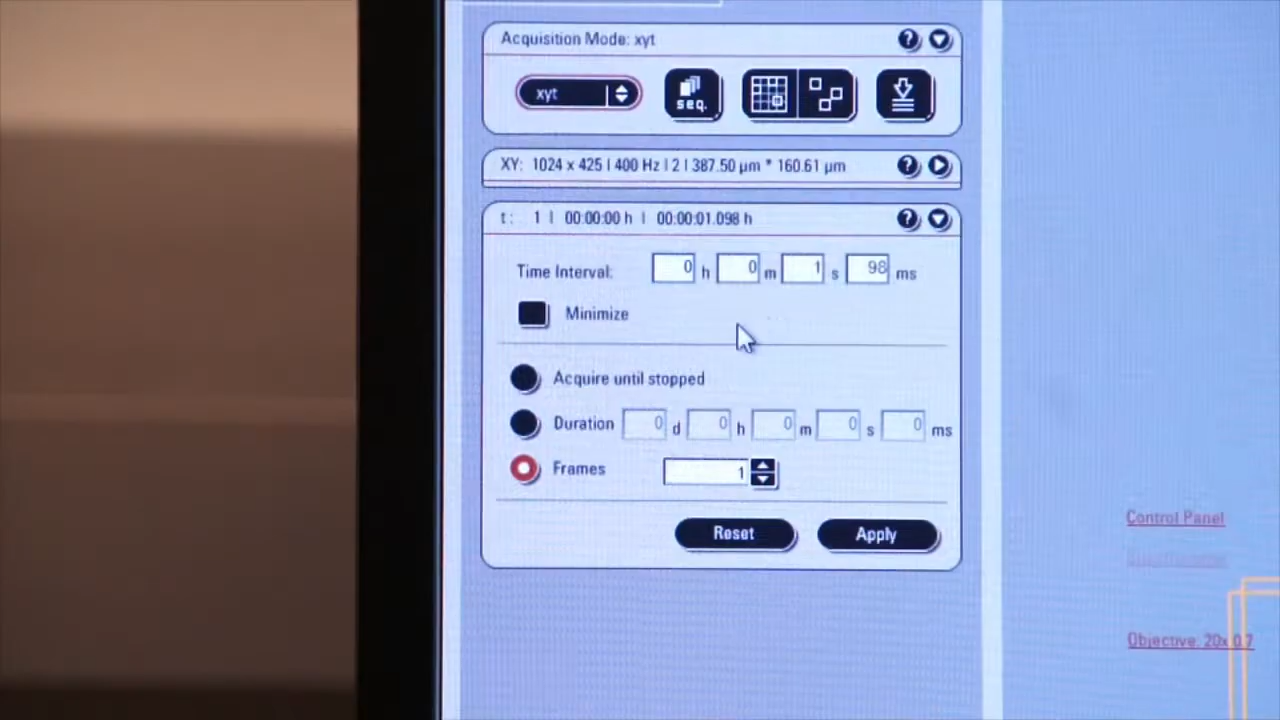 Acquisition Mode: xyt
xyt
seq.
XY: 1024 x 425 | 400 Hz | 2 | 387.50 µm * 160.61 µm
t: 1 | 00:00:00 h | 00:00:01.098 h
Time Interval: 0 h 0 m 1 s 98 ms
Minimize
Acquire until stopped
Duration 0 d 0 h 0 m 0 s 0 ms
Frames 1
Reset Apply
Control Panel
Objective: 20x 0.7